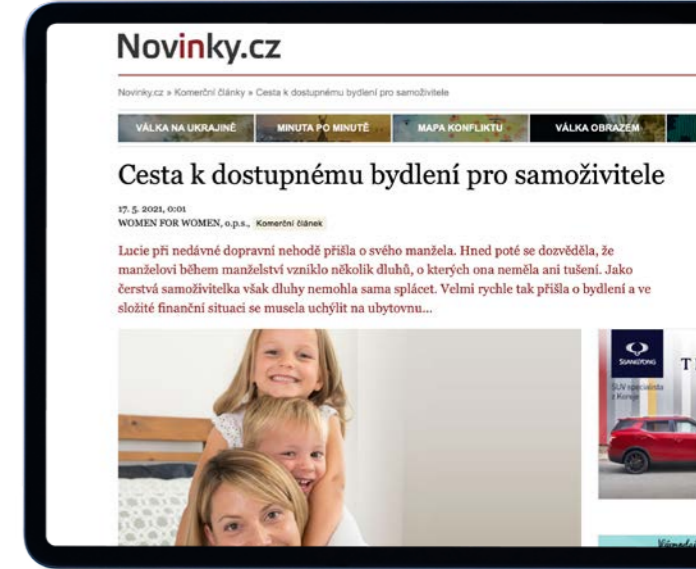 Novinky.cz
Novinky.cz » Komerční články » Cesta k dostupnému bydlení pro samoživitele
VÁLKA NA UKRAJINĚ MINUTA PO MINUTĚ MAPA KONFLIKTU VÁLKA OBRAZEM
Cesta k dostupnému bydlení pro samoživitele
17. 5. 2021, 0:01
WOMEN FOR WOMEN, o.p.s., Komerční článek
Lucie při nedávné dopravní nehodě přišla o svého manžela. Hned poté se dozvěděla, že
manželovi během manželství vzniklo několik dluhů, o kterých ona neměla ani tušení. Jako
čerstvá samoživitelka však dluhy nemohla sama splácet. Velmi rychle tak přišla o bydlení a ve
složité finanční situaci se musela uchýlit na ubytovnu...
SSANGYONG
T
SUV specialista
z Koreje